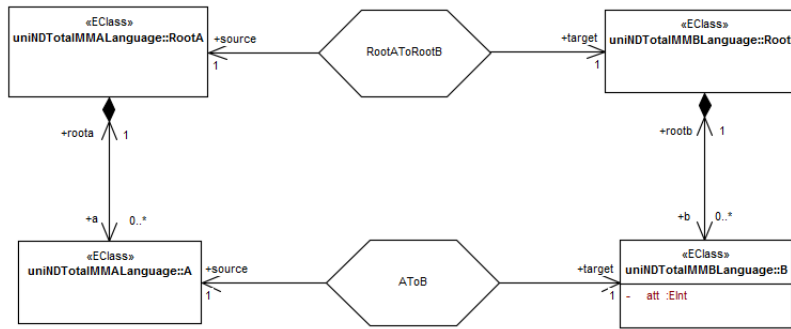 «EClass»
uniNDTotalMMALanguage::RootA
+source
1
RootAToRootB
+target
1
«EClass»
uniNDTotalMMBLanguage::Root
+roota
1
+rootb
1
+a
0..*
+b
0..*
«EClass»
uniNDTotalMMALanguage::A
+source
1
AToB
+target
1
«EClass»
uniNDTotalMMBLanguage::B
- att :EInt